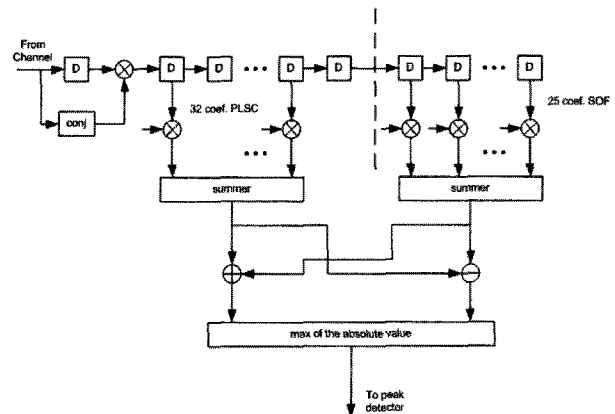 From
Channel
D
D
D
D
D
D
D
D
conj
32 coef. PLSC
25 coef. SOF
summer
summer
max of the absolute value
To peak
detector